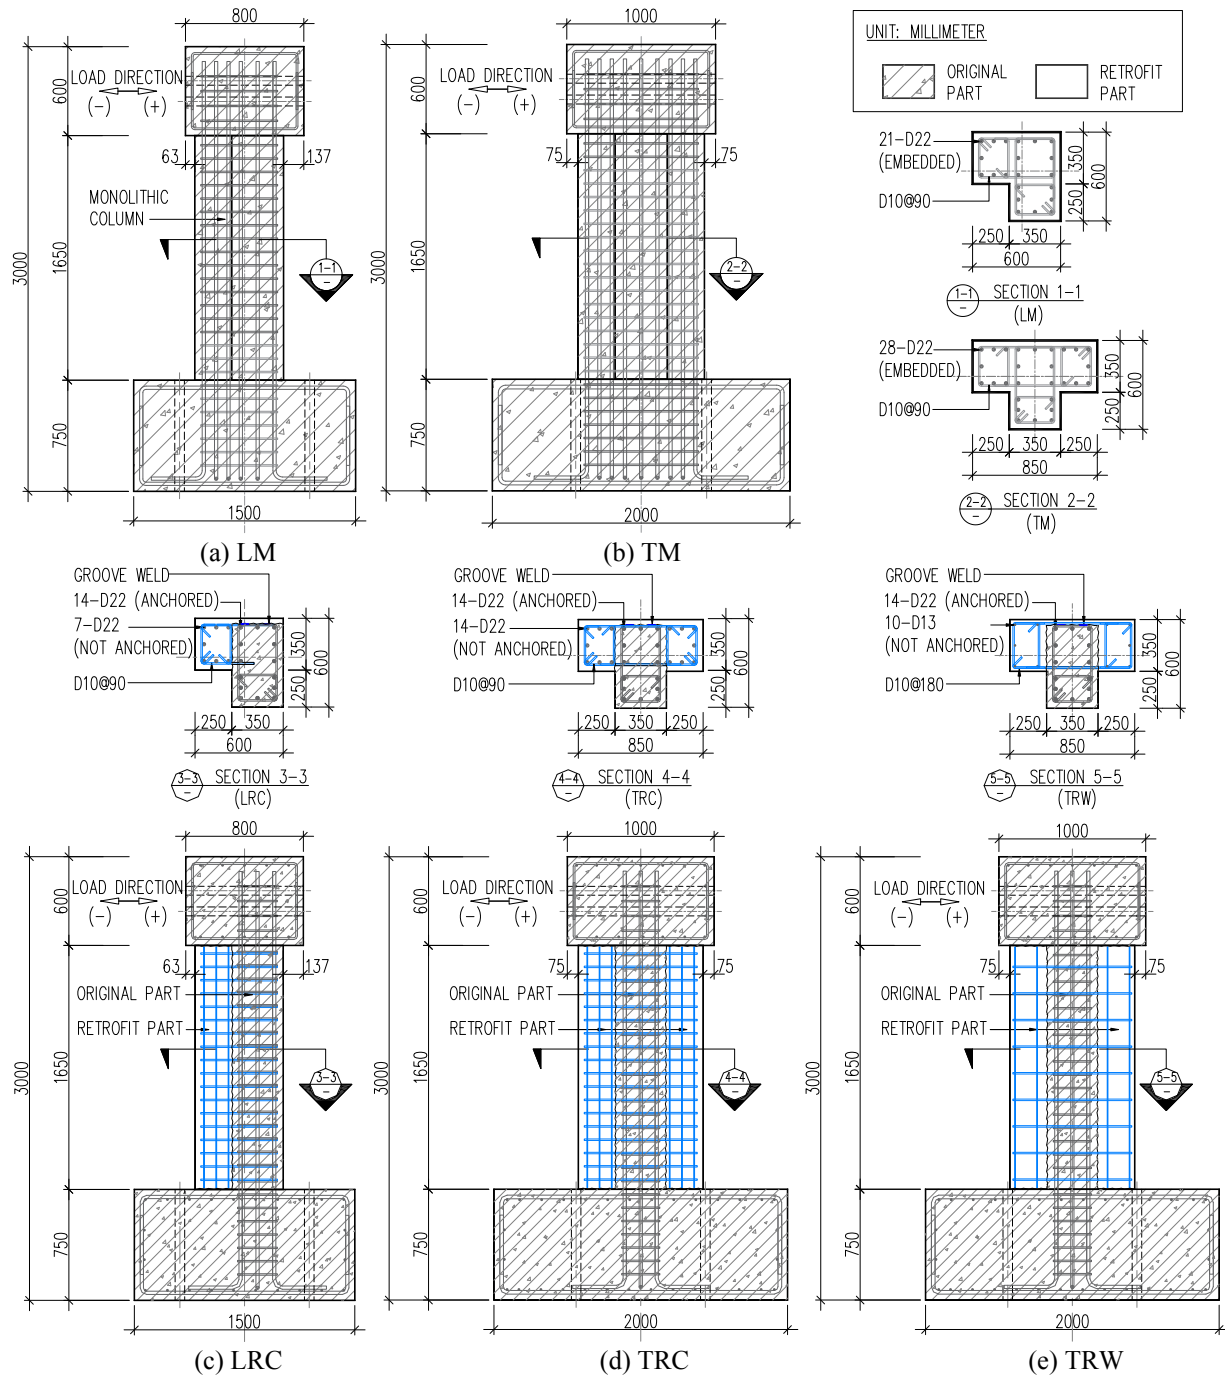 800
1000
UNIT: MILLIMETER
ORIGINAL
PART
RETROFIT
PART
LOAD DIRECTION
(-) (+)
600
63
137
MONOLITHIC
COLUMN
1650
3000
1-1
-
750
1500
(a) LM
LOAD DIRECTION
(-) (+)
600
75
75
1650
3000
2-2
-
750
2000
(b) TM
21-D22
(EMBEDDED)
D10@90
350
250
600
250 350
600
1-1
-
SECTION 1-1
(LM)
28-D22
(EMBEDDED)
D10@90
350
250
600
250 350 250
850
2-2
-
SECTION 2-2
(TM)
GROOVE WELD
14-D22 (ANCHORED)
7-D22
(NOT ANCHORED)
D10@90
350
250
600
250 350
600
3-3
-
SECTION 3-3
(LRC)
GROOVE WELD
14-D22 (ANCHORED)
14-D22
(NOT ANCHORED)
D10@90
350
250
600
250 350 250
850
4-4
-
SECTION 4-4
(TRC)
GROOVE WELD
14-D22 (ANCHORED)
10-D13
(NOT ANCHORED)
D10@180
350
250
600
250 350 250
850
5-5
-
SECTION 5-5
(TRW)
800
LOAD DIRECTION
(-) (+)
600
63
137
ORIGINAL PART
RETROFIT PART
1650
3000
3-3
-
750
1500
(c) LRC
1000
LOAD DIRECTION
(-) (+)
600
75
75
ORIGINAL PART
RETROFIT PART
1650
3000
4-4
-
750
2000
(d) TRC
1000
LOAD DIRECTION
(-) (+)
600
75
75
ORIGINAL PART
RETROFIT PART
1650
3000
5-5
-
750
2000
(e) TRW